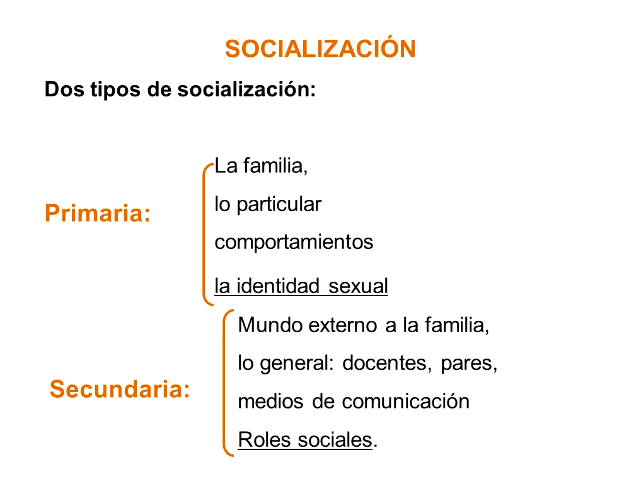 SOCIALIZACIÓN
Dos tipos de socialización:
Primaria:
La familia,
lo particular
comportamientos
la identidad sexual
Secundaria:
Mundo externo a la familia,
lo general: docentes, pares,
medios de comunicación
Roles sociales.